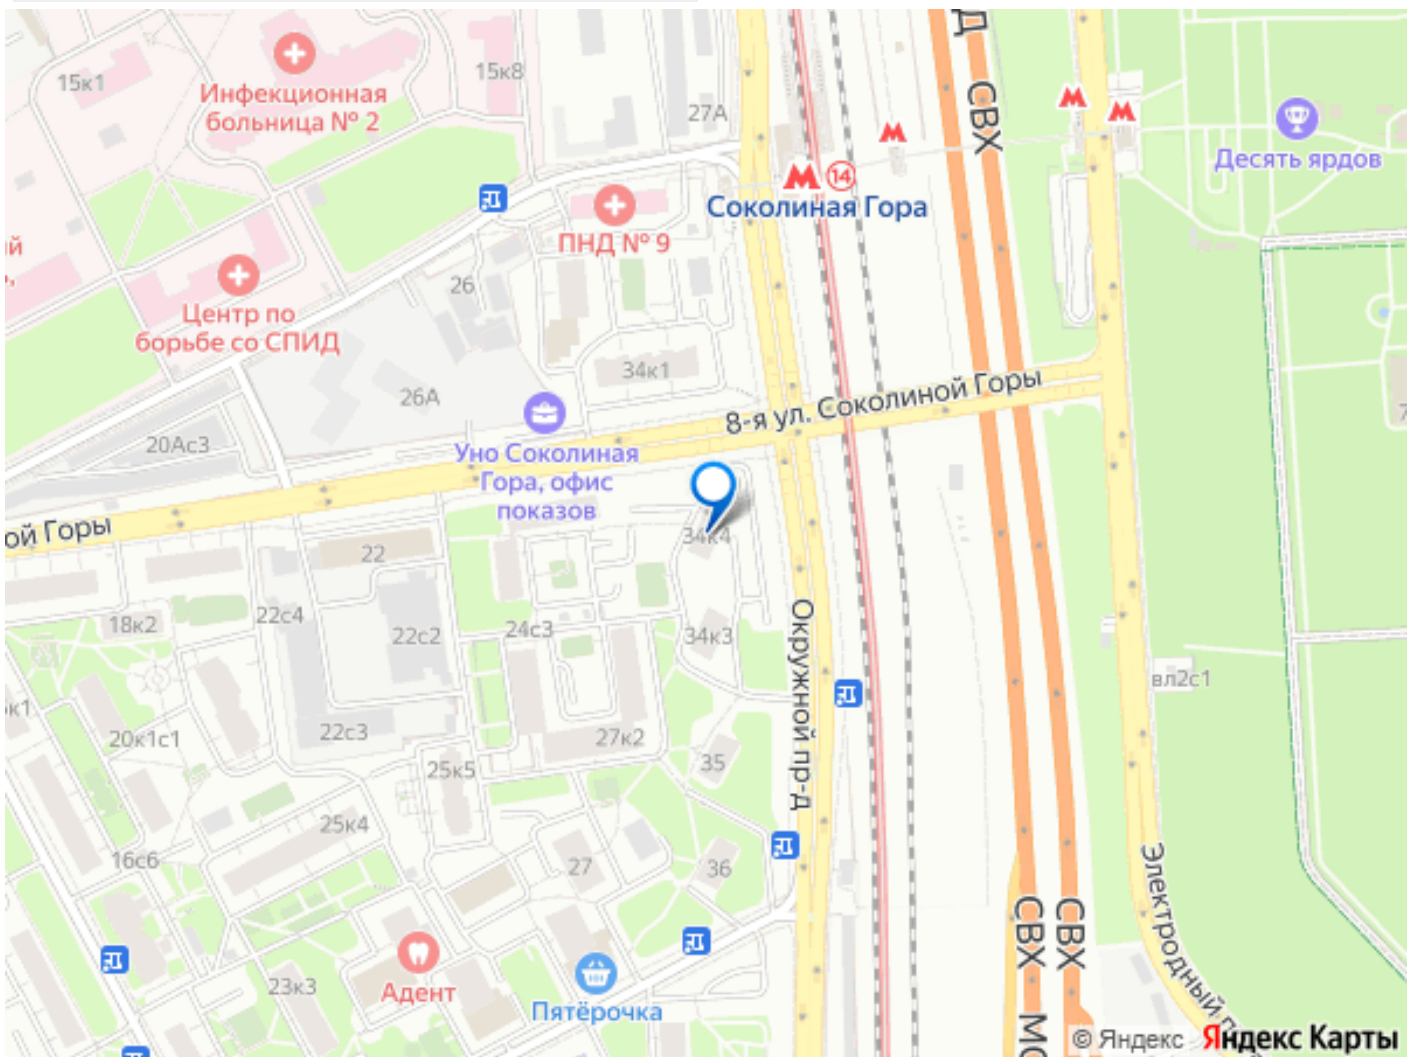 15к1
Инфекционная
больница № 2
15к8
27А
Д
СВХ
Десять ярдов
14
Соколиная Гора
ПНД № 9
й
26
Центр по
борьбе со СПИД
34к1
26А
8-я ул. Соколиной Горы
20Ас3
Уно Соколиная
Гора, офис
показов
ой Горы
22
34к4
22с4
18к2
22с2
24с3
34к3
Окружной пр-д
вл2с1
к1
20к1с1
22с3
27к2
35
25к5
25к4
16с6
27
36
Электродный п
СВХ
СВХ
Адент
23к3
Пятёрочка
© Яндекс Яндекс Карты